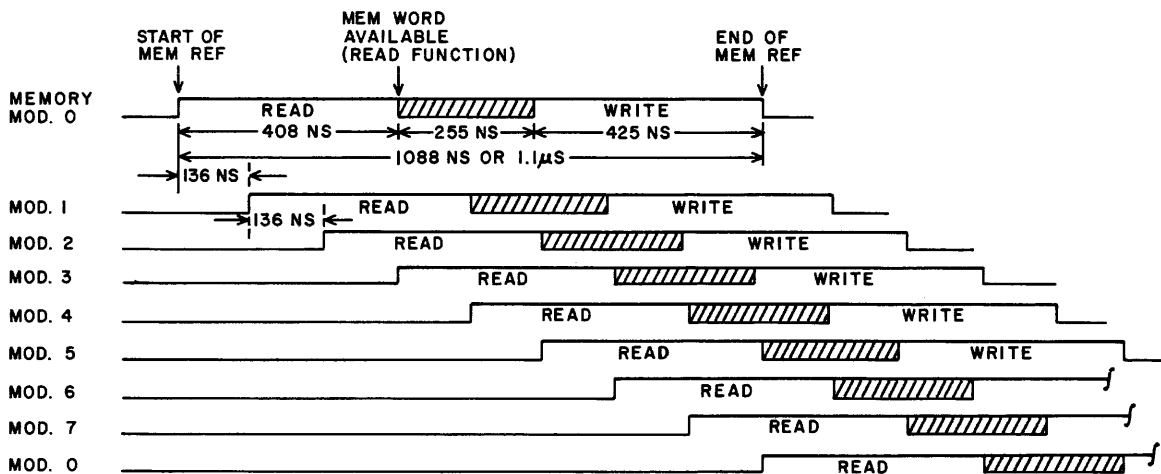 START OF
MEM REF
MEM WORD
AVAILABLE
(READ FUNCTION)
END OF
MEM REF
MEMORY
MOD. 0
READ
WRITE
408 NS
255 NS
425 NS
1088 NS OR 1.1μS
136 NS
MOD. 1
READ
WRITE
136 NS
MOD. 2
READ
WRITE
MOD. 3
READ
WRITE
MOD. 4
READ
WRITE
MOD. 5
READ
WRITE
MOD. 6
READ
MOD. 7
READ
MOD. 0
READ